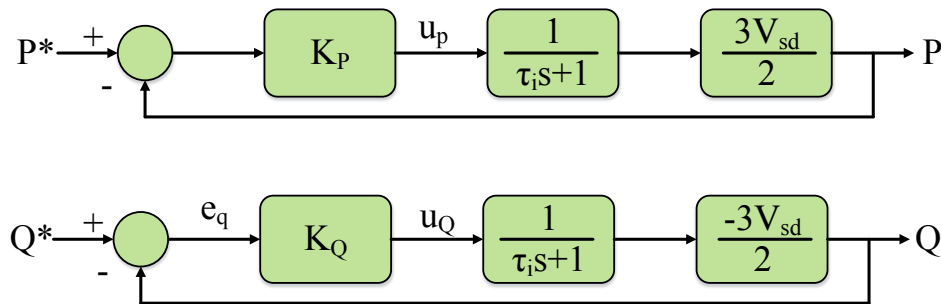 P* + - K_P u_p 1/(τ_i s+1) 3V_sd/2 P
Q* + - e_q K_Q u_Q 1/(τ_i s+1) -3V_sd/2 Q